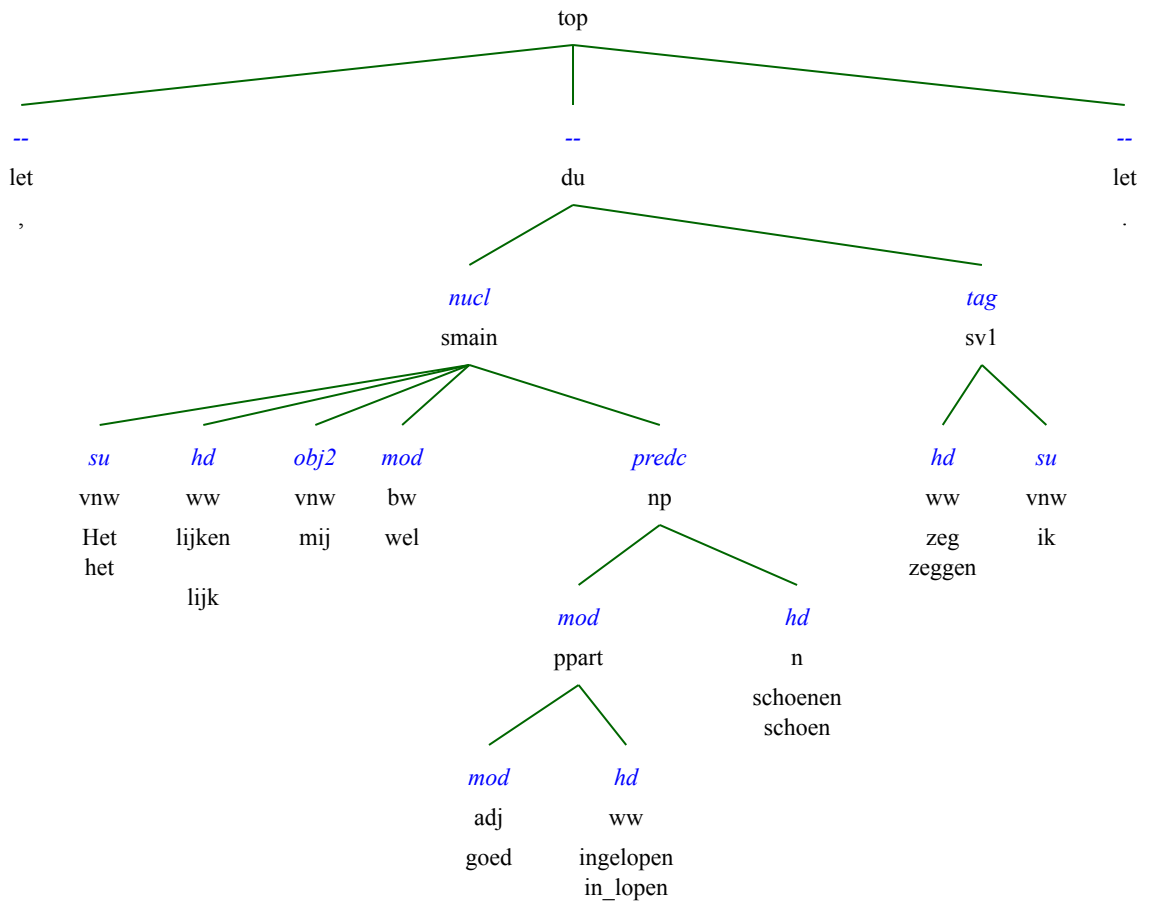 top
-- -- --
let du let
, .
nucl tag
smain sv1
su hd obj2 mod predc hd su
vnw ww vnw bw np ww vnw
Het lijken mij wel zeg ik
het zeggen
lijk
mod hd
ppart n
schoenen
schoen
mod hd
adj ww
goed ingelopen
in_lopen